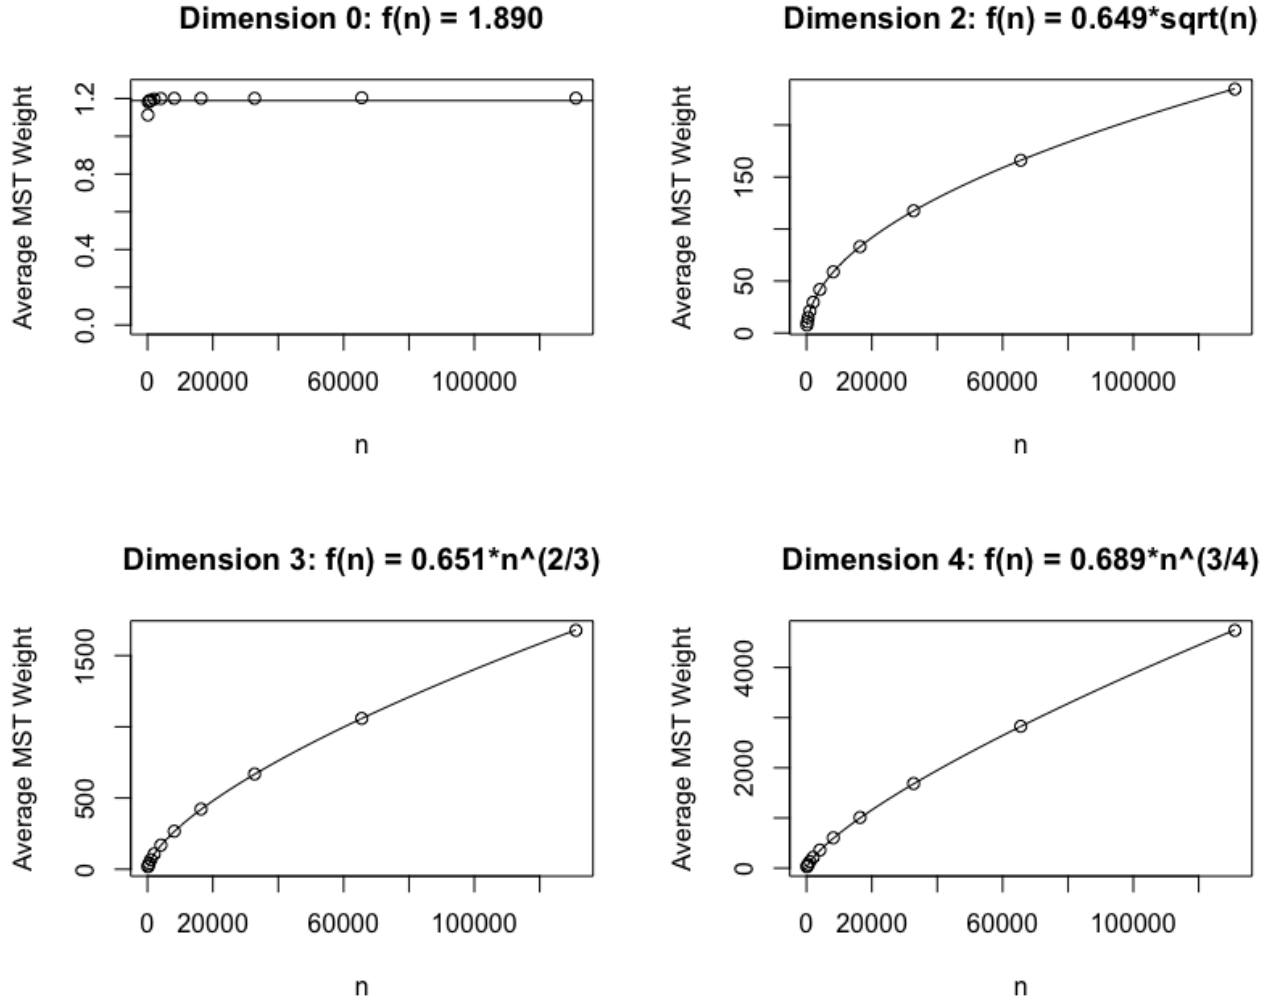 Dimension 0: f(n) = 1.890
Average MST Weight
0.0 0.4 0.8 1.2
0 20000 60000 100000
n
Dimension 2: f(n) = 0.649*sqrt(n)
Average MST Weight
0 50 150
0 20000 60000 100000
n
Dimension 3: f(n) = 0.651*n^(2/3)
Average MST Weight
0 500 1500
0 20000 60000 100000
n
Dimension 4: f(n) = 0.689*n^(3/4)
Average MST Weight
0 2000 4000
0 20000 60000 100000
n